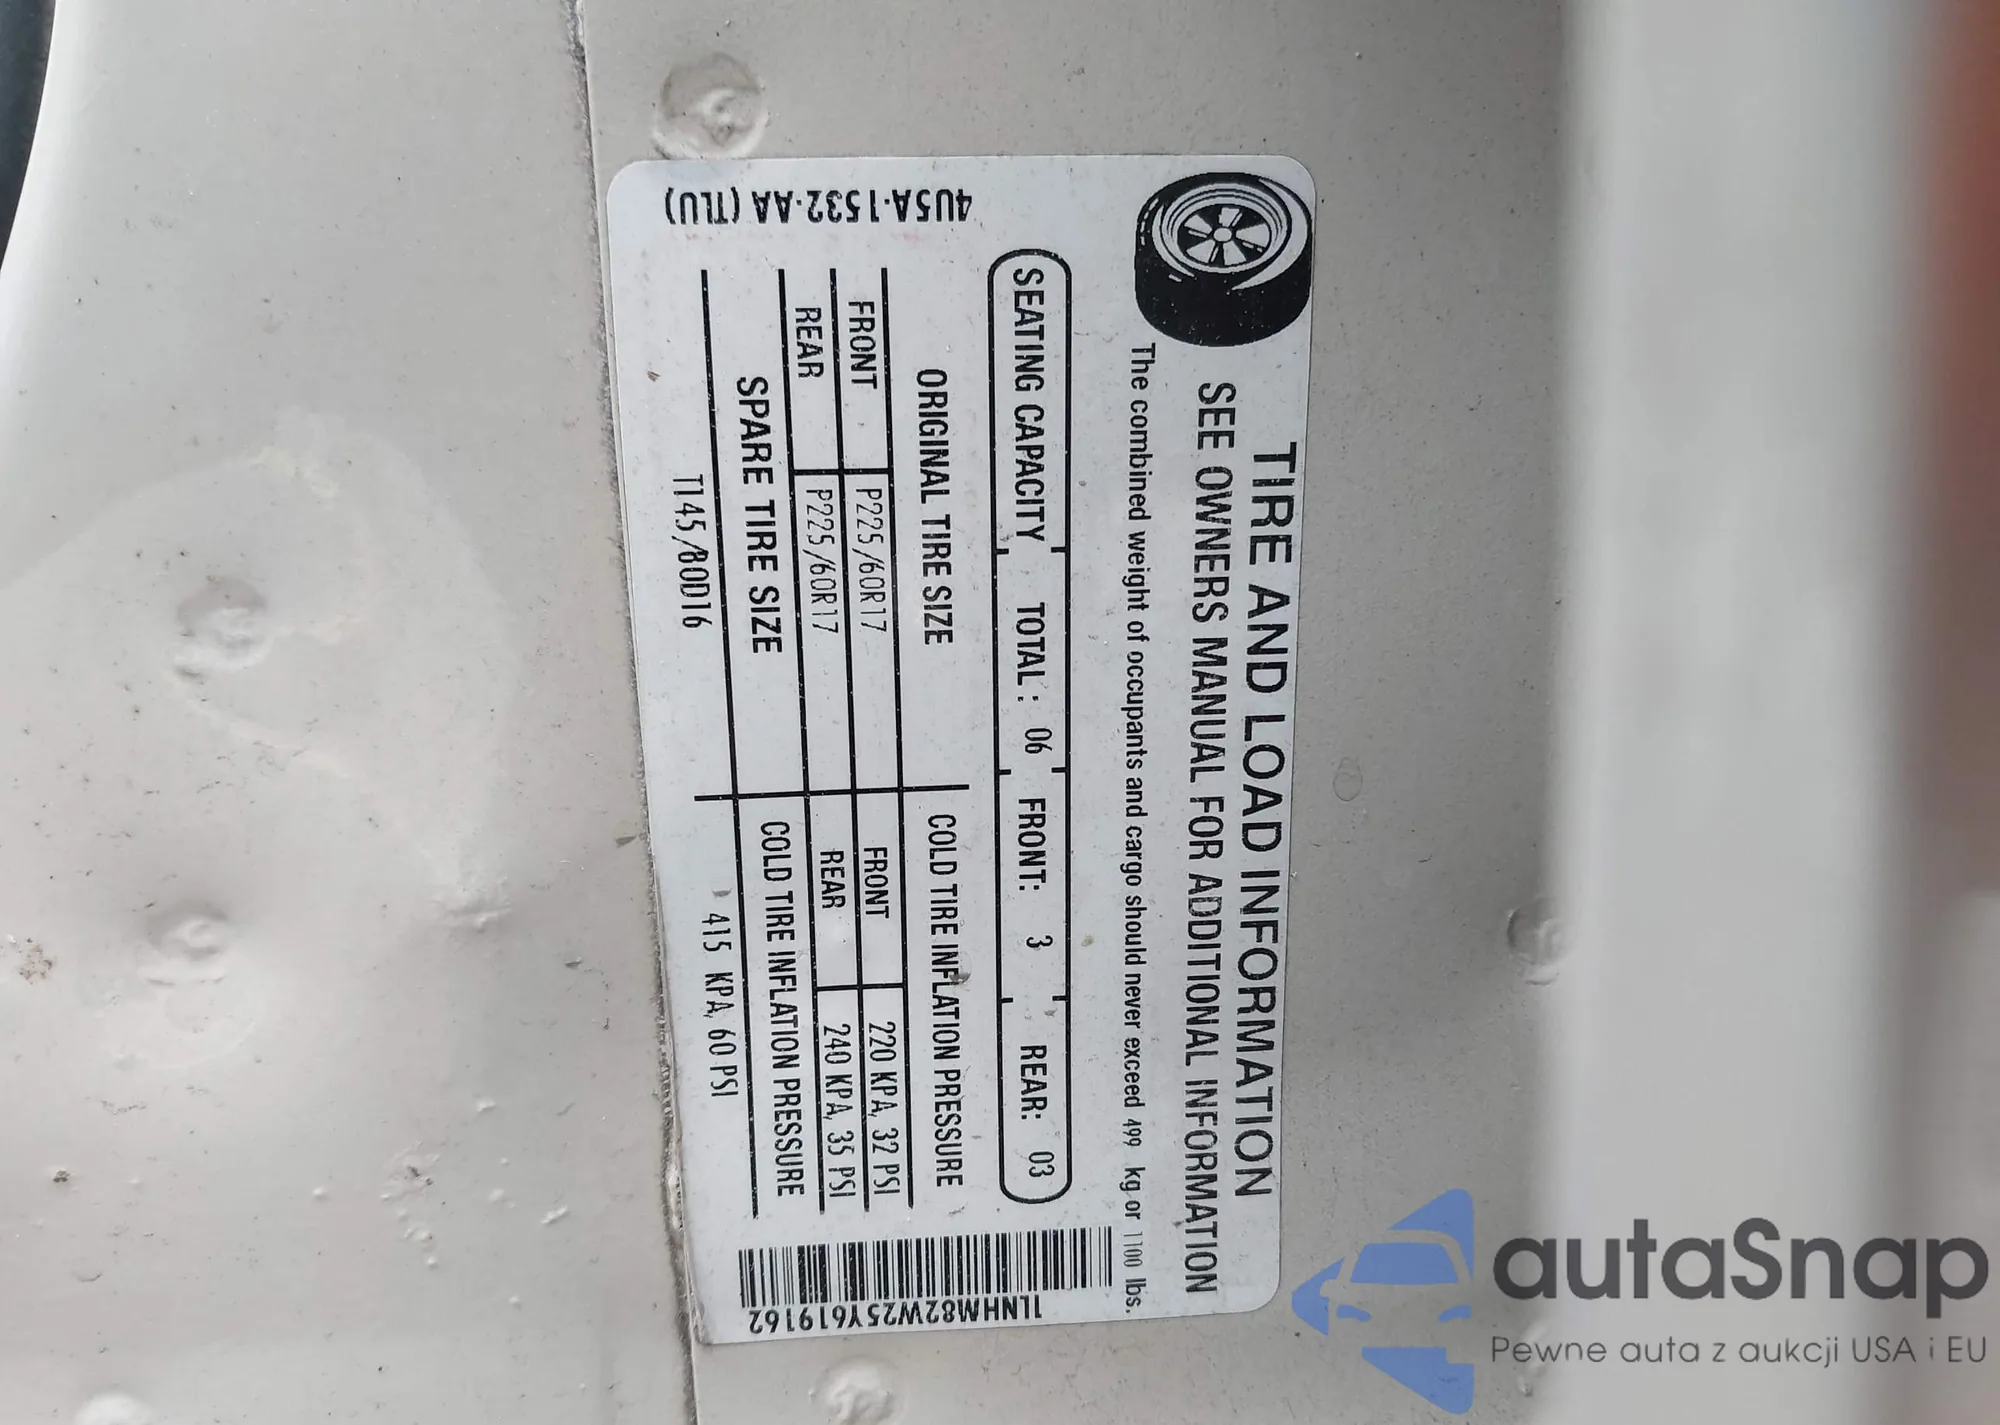 TIRE AND LOAD INFORMATION
SEE OWNERS MANUAL FOR ADDITIONAL INFORMATION
The combined weight of occupants and cargo should never exceed 499 kg or 1100 lbs.
SEATING CAPACITY TOTAL : 06 FRONT: 3 REAR: 03
ORIGINAL TIRE SIZE COLD TIRE INFLATION PRESSURE
FRONT P225/60R17 FRONT 220 KPA, 32 PSI
REAR P225/60R17 REAR 240 KPA, 35 PSI
SPARE TIRE SIZE COLD TIRE INFLATION PRESSURE
T145/80D16 415 KPA, 60 PSI
4U5A-1532-AA (TLU)
1LNHM82W25Y619162
autaSnap
Pewne auta z aukcji USA i EU